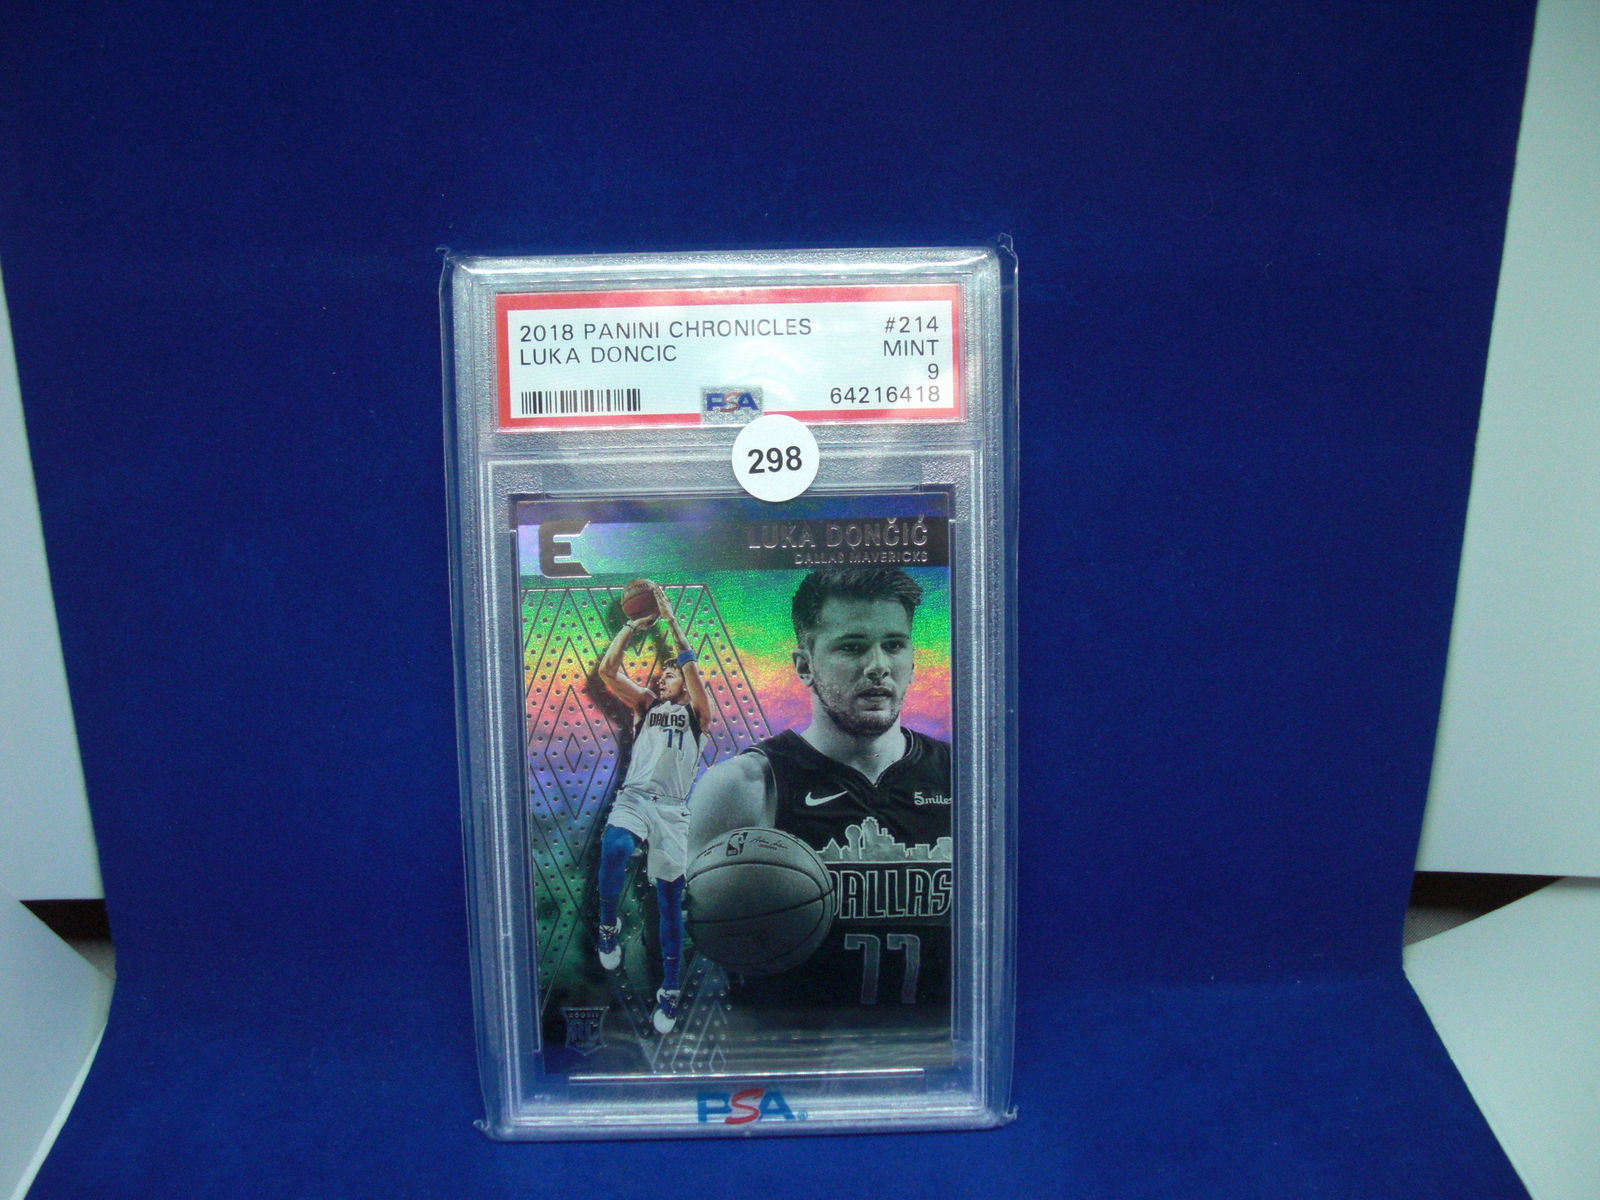 2018 PANINI CHRONICLES #214
LUKA DONCIC MINT
9
PSA 64216418
298
E LUKA DONČIĆ
DALLAS MAVERICKS
DALLAS
77
5miles
DALLAS
77
ROOKIE
RC
PSA